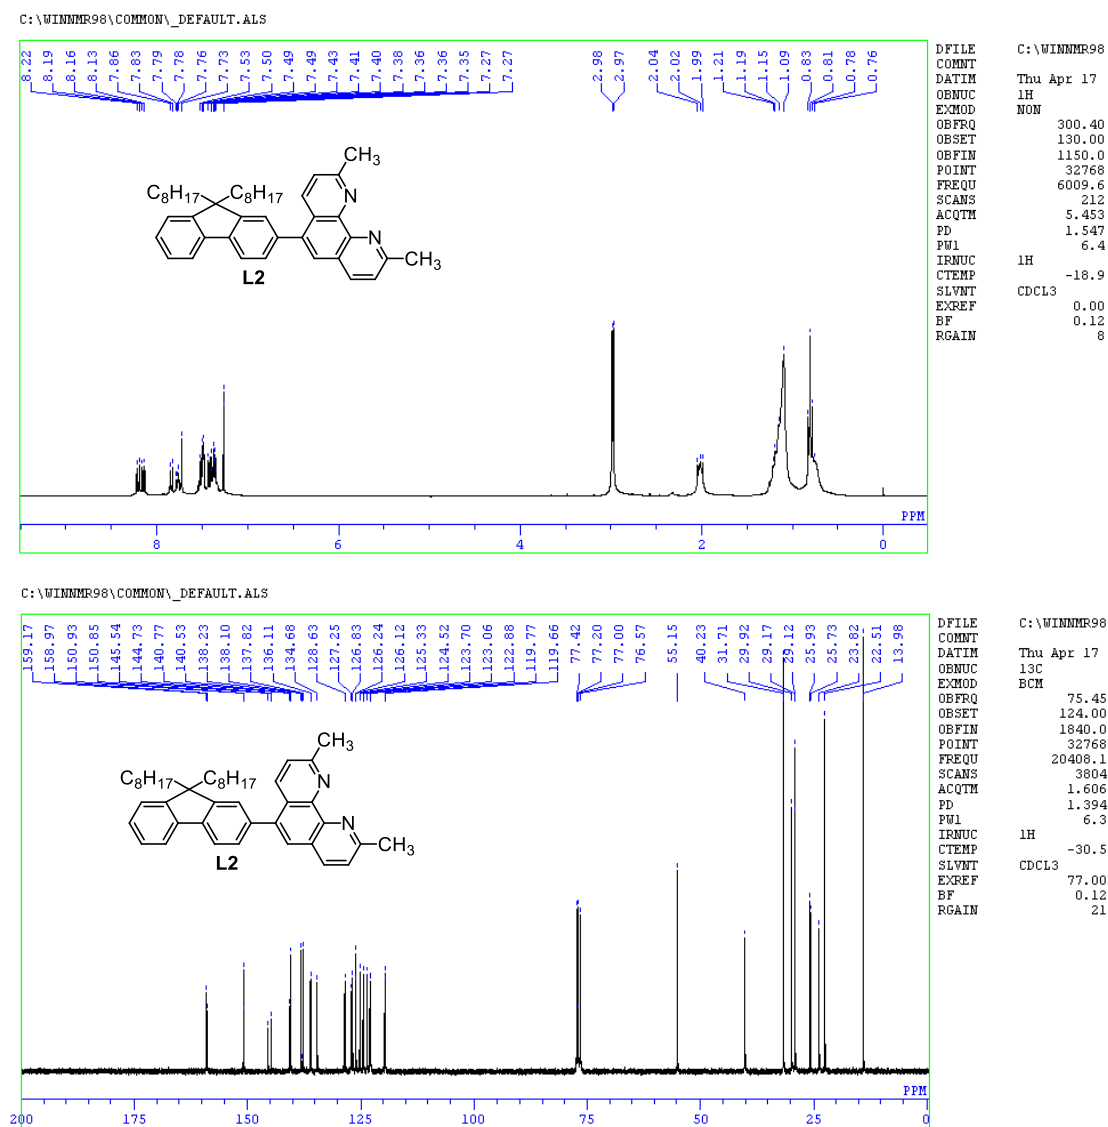 C:\WINNMR98\COMMON\_DEFAULT.ALS
8.22
8.19
8.16
8.13
7.86
7.83
7.79
7.78
7.76
7.73
7.53
7.50
7.49
7.49
7.43
7.41
7.40
7.38
7.36
7.36
7.35
7.27
7.27
2.98
2.97
2.04
2.02
1.99
1.21
1.19
1.15
1.09
0.83
0.81
0.78
0.76
DFILE C:\WINNMR98
COMNT
DATIM Thu Apr 17
OBNUC 1H
EXMOD NON
OBFRQ 300.40
OBSET 130.00
OBFIN 1150.0
POINT 32768
FREQU 6009.6
SCANS 212
ACQTM 5.453
PD 1.547
PW1 6.4
IRNUC 1H
CTEMP -18.9
SLVNT CDCL3
EXREF 0.00
BF 0.12
RGAIN 8
CH3
C8H17 C8H17
N
N
CH3
L2
PPM
8 6 4 2 0
C:\WINNMR98\COMMON\_DEFAULT.ALS
159.17
158.97
150.93
150.85
145.54
144.73
140.77
140.53
138.23
138.10
137.82
136.11
134.68
128.63
127.25
126.83
126.24
126.12
125.33
124.52
123.70
123.06
122.88
119.77
119.66
77.42
77.20
77.00
76.57
55.15
40.23
31.71
29.92
29.17
29.12
25.93
25.73
23.82
22.51
13.98
DFILE C:\WINNMR98
COMNT
DATIM Thu Apr 17
OBNUC 13C
EXMOD BCM
OBFRQ 75.45
OBSET 124.00
OBFIN 1840.0
POINT 32768
FREQU 20408.1
SCANS 3804
ACQTM 1.606
PD 1.394
PW1 6.3
IRNUC 1H
CTEMP -30.5
SLVNT CDCL3
EXREF 77.00
BF 0.12
RGAIN 21
CH3
C8H17 C8H17
N
N
CH3
L2
PPM
200 175 150 125 100 75 50 25 0